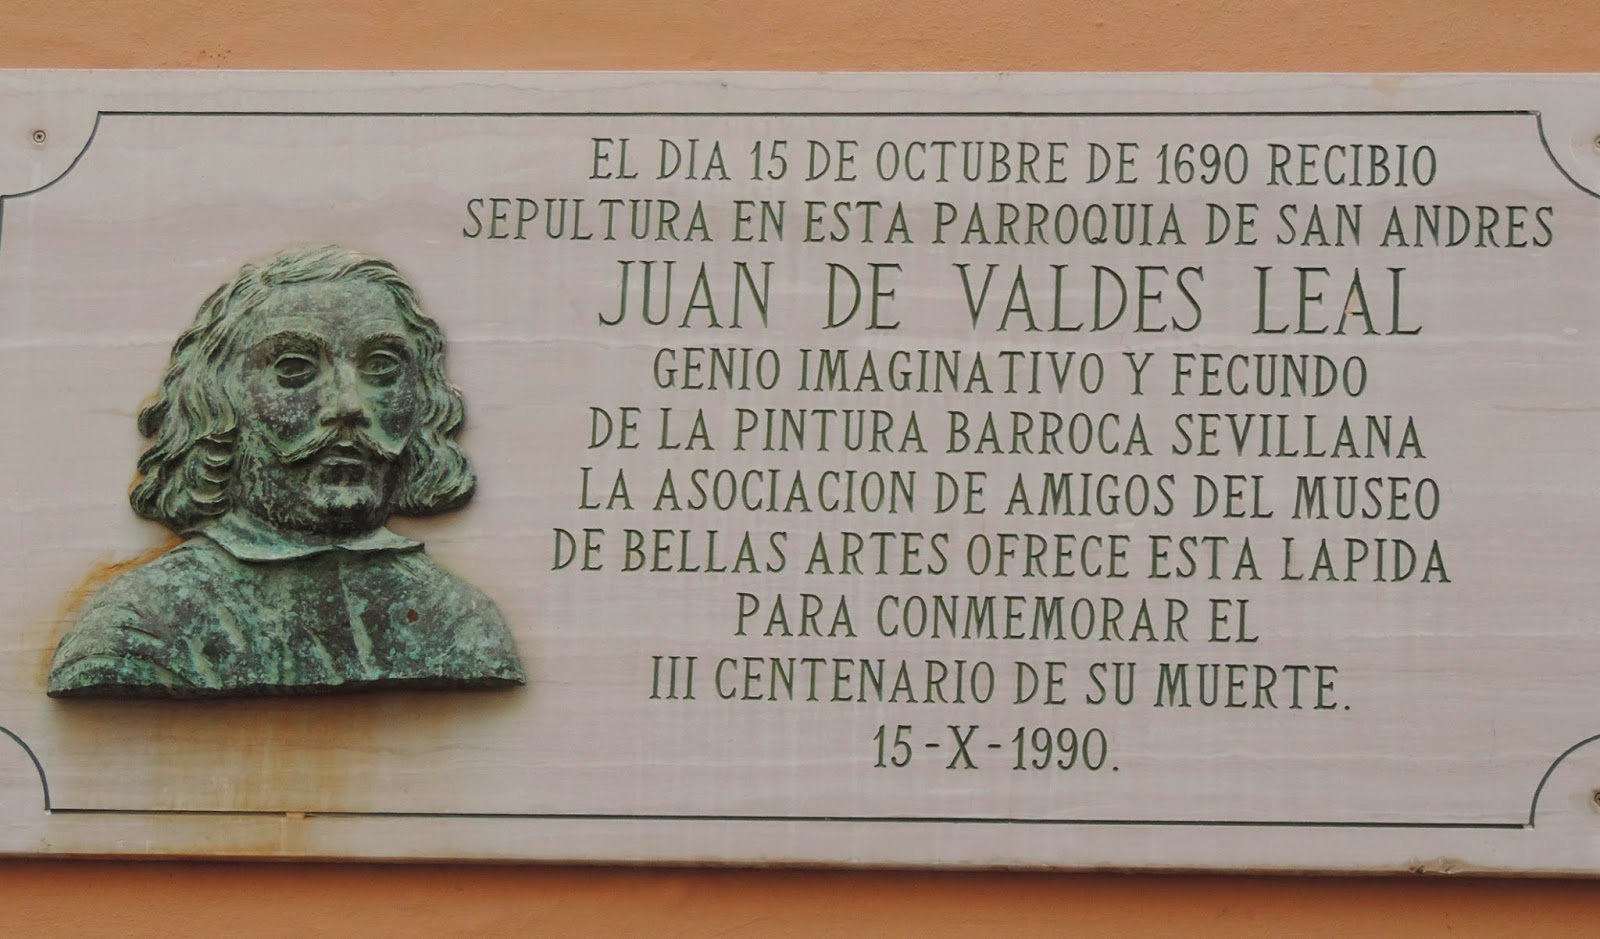 EL DIA 15 DE OCTUBRE DE 1690 RECIBIO
SEPULTURA EN ESTA PARROQUIA DE SAN ANDRES
JUAN DE VALDES LEAL
GENIO IMAGINATIVO Y FECUNDO
DE LA PINTURA BARROCA SEVILLANA
LA ASOCIACION DE AMIGOS DEL MUSEO
DE BELLAS ARTES OFRECE ESTA LAPIDA
PARA CONMEMORAR EL
III CENTENARIO DE SU MUERTE.
15-X-1990.